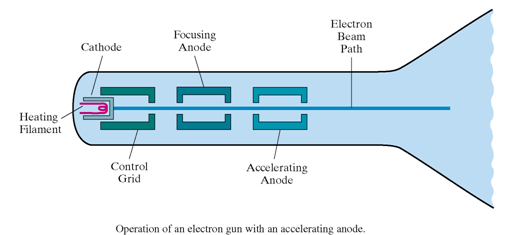 Cathode
Focusing
Anode
Electron
Beam
Path
Heating
Filament
Control
Grid
Accelerating
Anode
Operation of an electron gun with an accelerating anode.